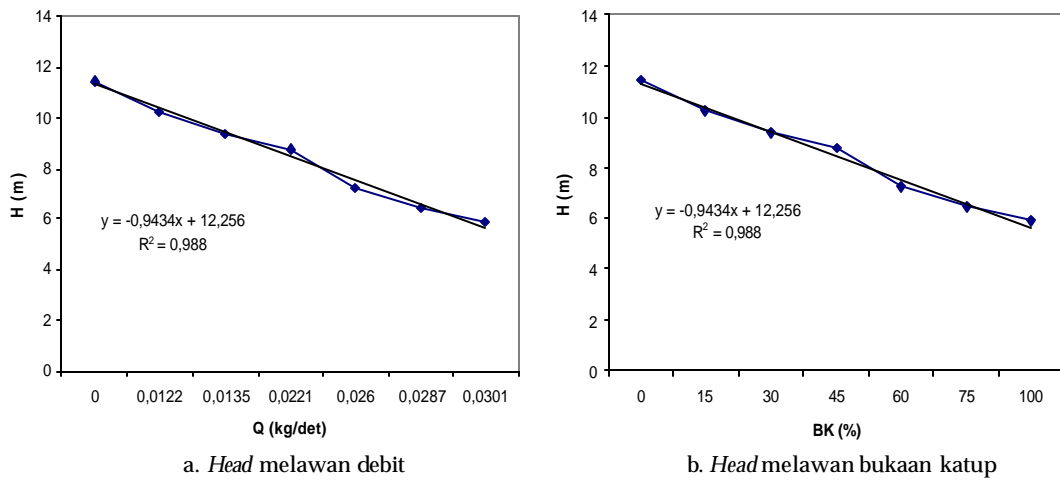 14
12
10
8
6
4
2
0
H (m)
y = -0,9434x + 12,256
R² = 0,988
0 0,0122 0,0135 0,0221 0,026 0,0287 0,0301
Q (kg/det)
a. Head melawan debit
14
12
10
8
6
4
2
0
H (m)
y = -0,9434x + 12,256
R² = 0,988
0 15 30 45 60 75 100
BK (%)
b. Head melawan bukaan katup